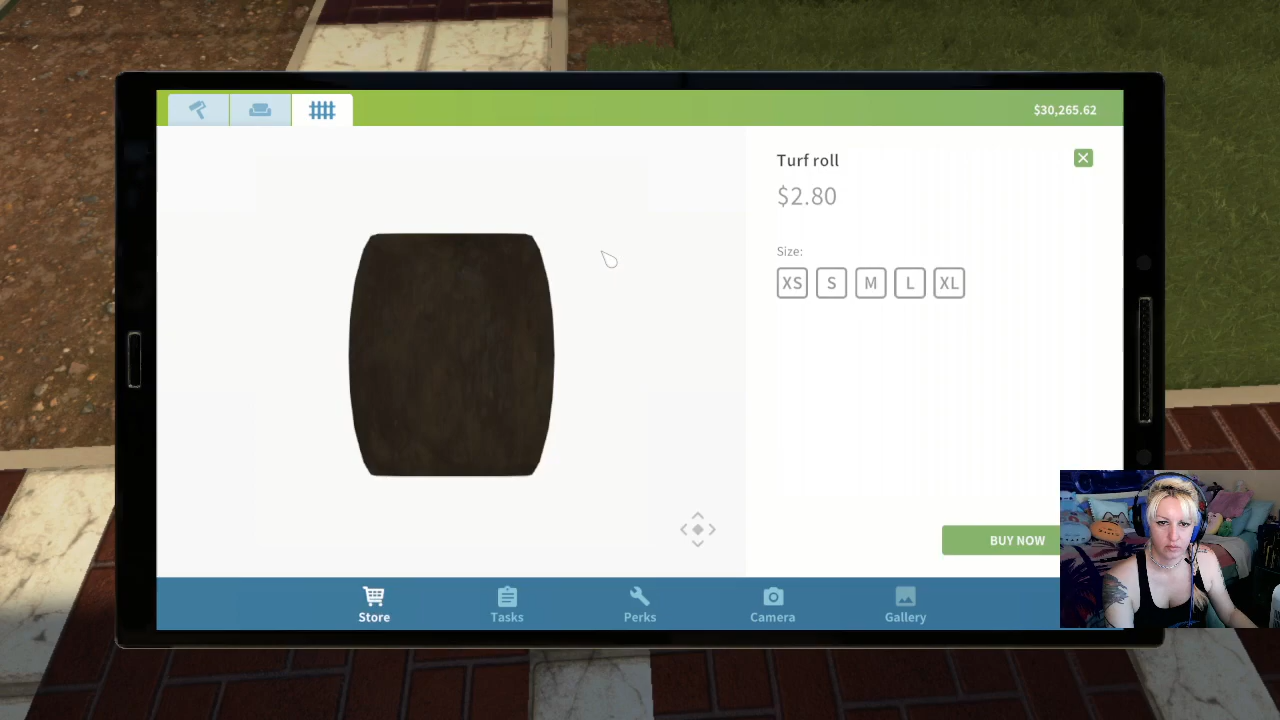 $30,265.62
Turf roll
$2.80
Size:
XS S M L XL
BUY NOW
Store Tasks Perks Camera Gallery